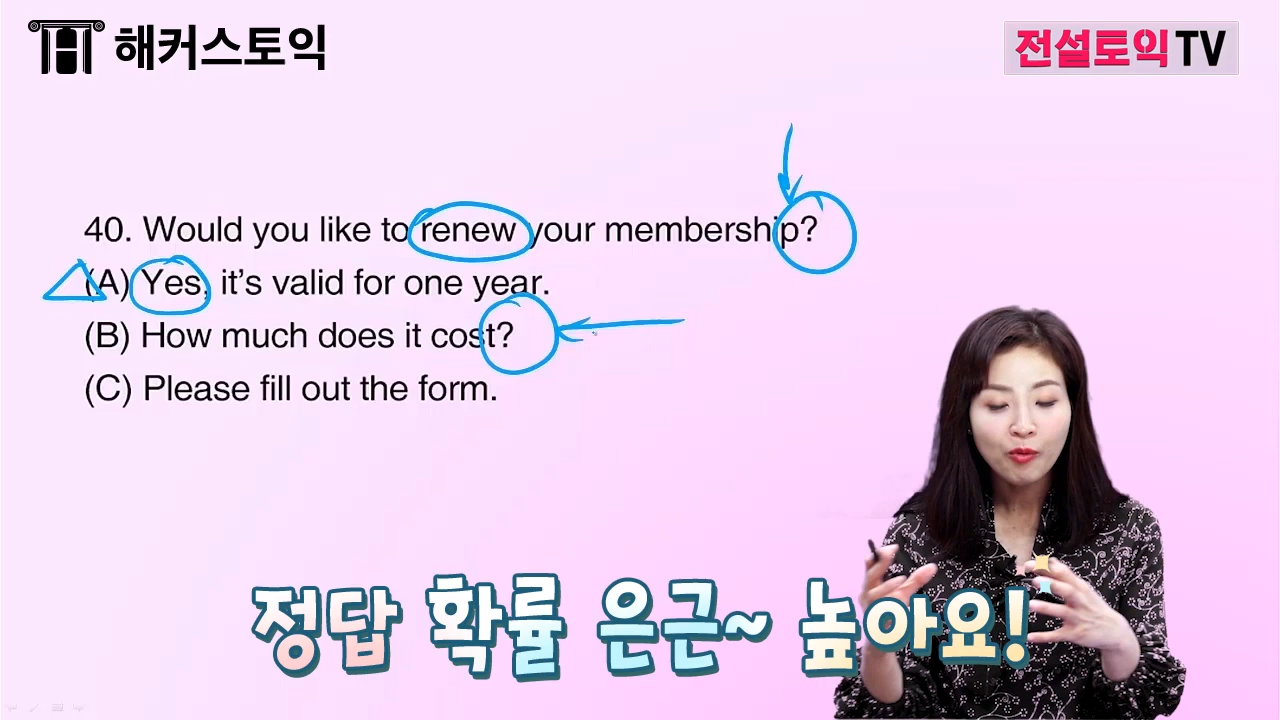 해커스토익
전설토익TV
40. Would you like to renew your membership?
(A) Yes, it's valid for one year.
(B) How much does it cost?
(C) Please fill out the form.
정답 확률 은근~ 높아요!